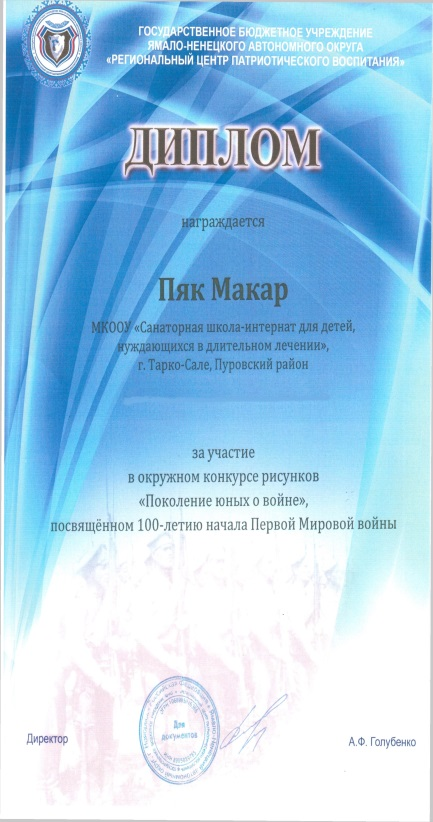 ГОСУДАРСТВЕННОЕ БЮДЖЕТНОЕ УЧРЕЖДЕНИЕ
ЯМАЛО-НЕНЕЦКОГО АВТОНОМНОГО ОКРУГА
«РЕГИОНАЛЬНЫЙ ЦЕНТР ПАТРИОТИЧЕСКОГО ВОСПИТАНИЯ»
ДИПЛОМ
награждается
Пяк Макар
МКООУ «Санаторная школа-интернат для детей,
нуждающихся в длительном лечении»,
г. Тарко-Сале, Пуровский район
за участие
в окружном конкурсе рисунков
«Поколение юных о войне»,
посвящённом 100-летию начала Первой Мировой войны
Для
документов
Директор
А.Ф. Голубенко